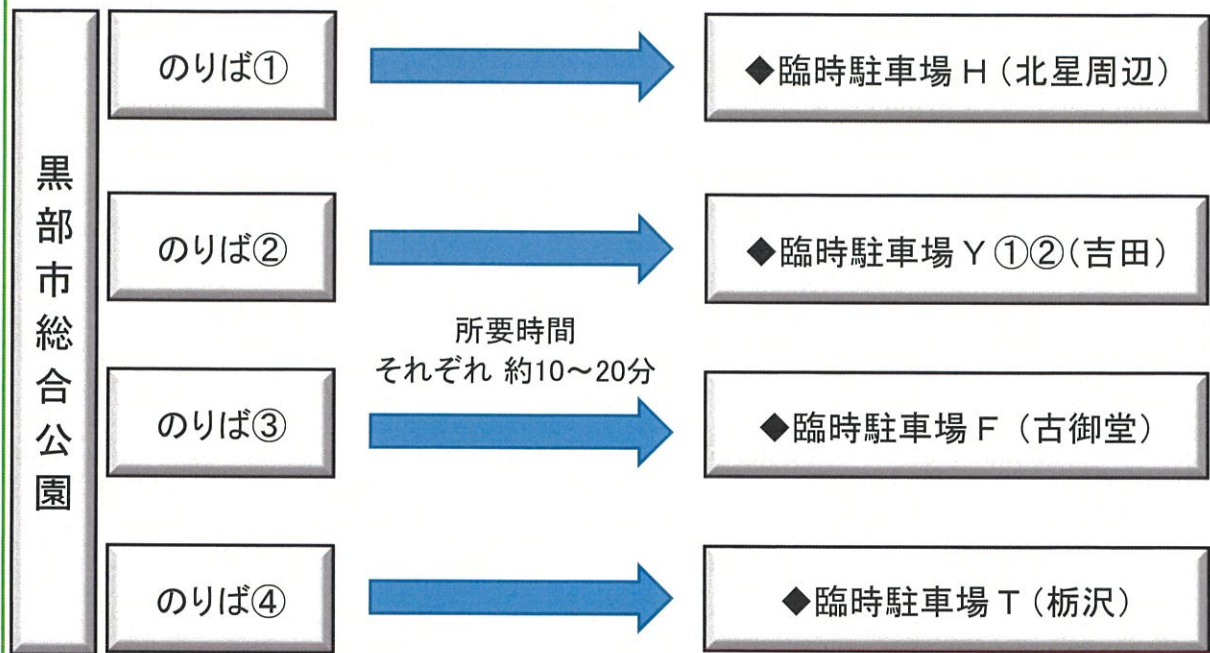 黒部市総合公園
のりば①
◆臨時駐車場 H（北星周辺）
のりば②
◆臨時駐車場 Y ①②（吉田）
所要時間
それぞれ 約10～20分
のりば③
◆臨時駐車場 F （古御堂）
のりば④
◆臨時駐車場 T（栃沢）